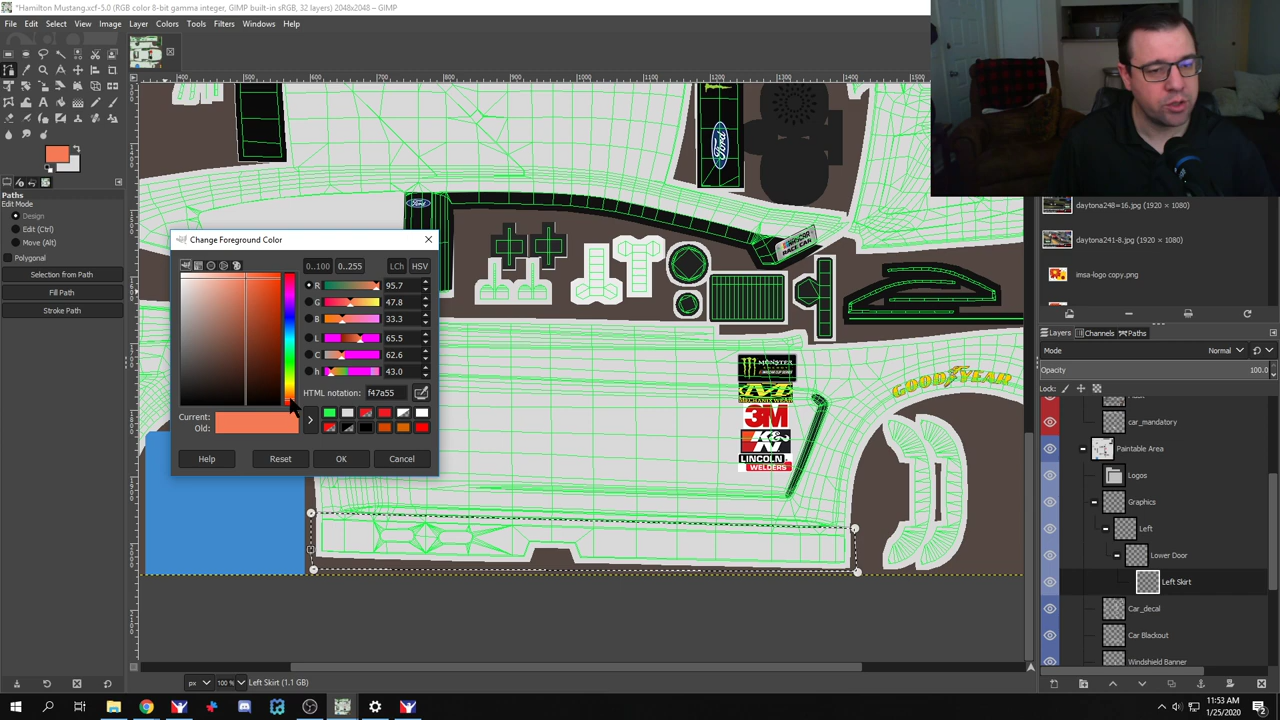 *Hamilton Mustang.xcf-5.0 (RGB color 8-bit gamma integer, GIMP built-in sRGB, 32 layers) 2048x2048 – GIMP
File Edit Select View Image Layer Colors Tools Filters Windows Help
Paths
Edit Mode
Design
Edit (Ctrl)
Move (Alt)
Polygonal
Selection from Path
Fill Path
Stroke Path
Change Foreground Color
0..100 0..255 LCh HSV
R 95.7
G 47.8
B 33.3
L 65.5
C 62.6
h 43.0
HTML notation: f47a55
Current:
Old:
Help Reset OK Cancel
Ford
Ford
NASCAR
RACE CAR
MONSTER
3M
K&N
LINCOLN
WELDERS
GOODYEAR
daytona248=16.jpg (1920 × 1080)
daytona241-8.jpg (1920 × 1080)
imsa-logo copy.png
Layers Channels Paths
Mode Normal
Opacity 100.0
Lock:
car_mandatory
Paintable Area
Logos
Graphics
Left
Lower Door
Left Skirt
Car_decal
Car Blackout
Windshield Banner
px 100 % Left Skirt (1.1 GB)
11:53 AM
1/25/2020